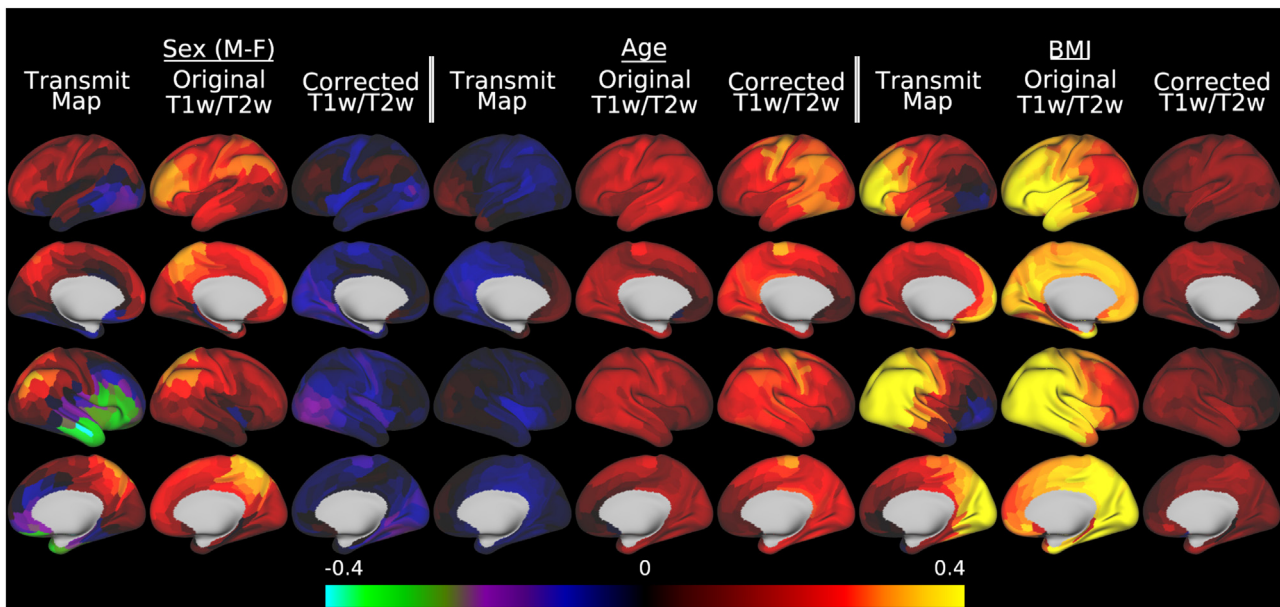 Sex (M-F)
Age
BMI
Transmit Map
Original T1w/T2w
Corrected T1w/T2w
Transmit Map
Original T1w/T2w
Corrected T1w/T2w
Transmit Map
Original T1w/T2w
Corrected T1w/T2w
-0.4
0
0.4